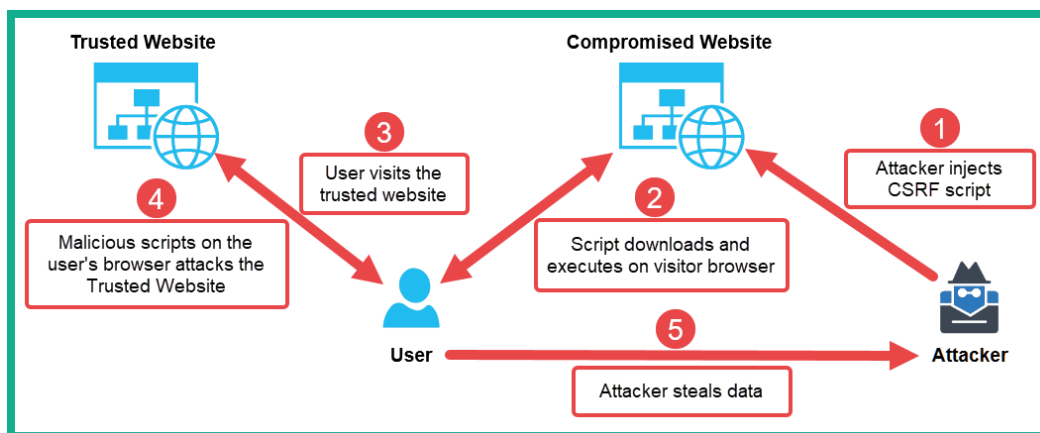 Trusted Website
Compromised Website
1
Attacker injects
CSRF script
3
User visits the
trusted website
2
Script downloads and
executes on visitor browser
4
Malicious scripts on the
user's browser attacks the
Trusted Website
User
5
Attacker steals data
Attacker